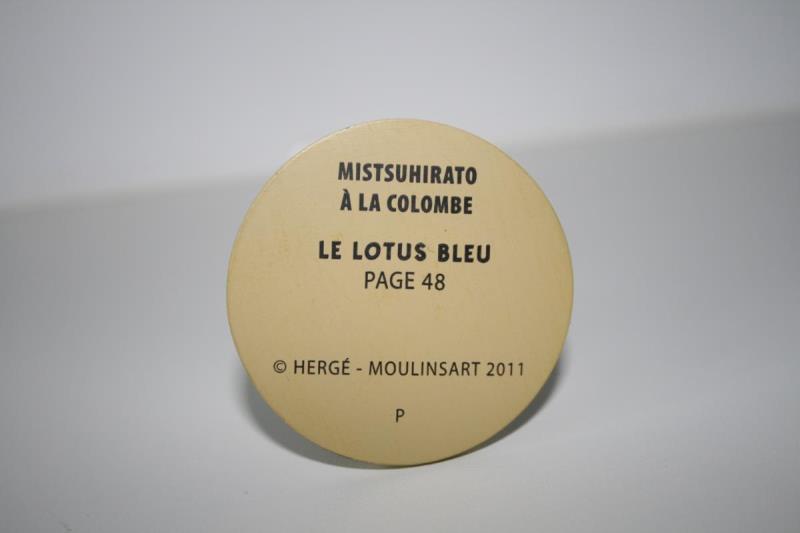 MISTSUHIRATO
À LA COLOMBE
LE LOTUS BLEU
PAGE 48
© HERGÉ - MOULINSART 2011
P